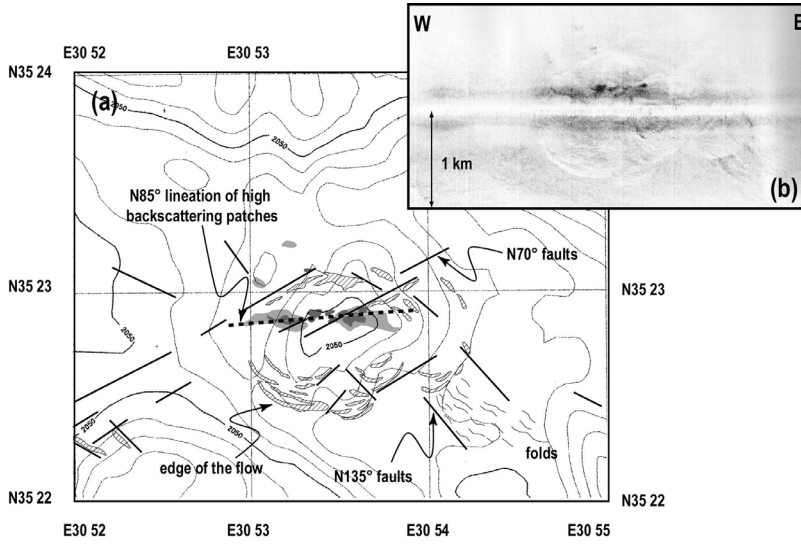 E30 52
E30 53
W
E
N35 24
(a)
2050
2050
1 km
(b)
N85° lineation of high
backscattering patches
N70° faults
N35 23
N35 23
2050
2050
2050
2050
edge of the flow
N135° faults
folds
N35 22
N35 22
E30 52
E30 53
E30 54
E30 55